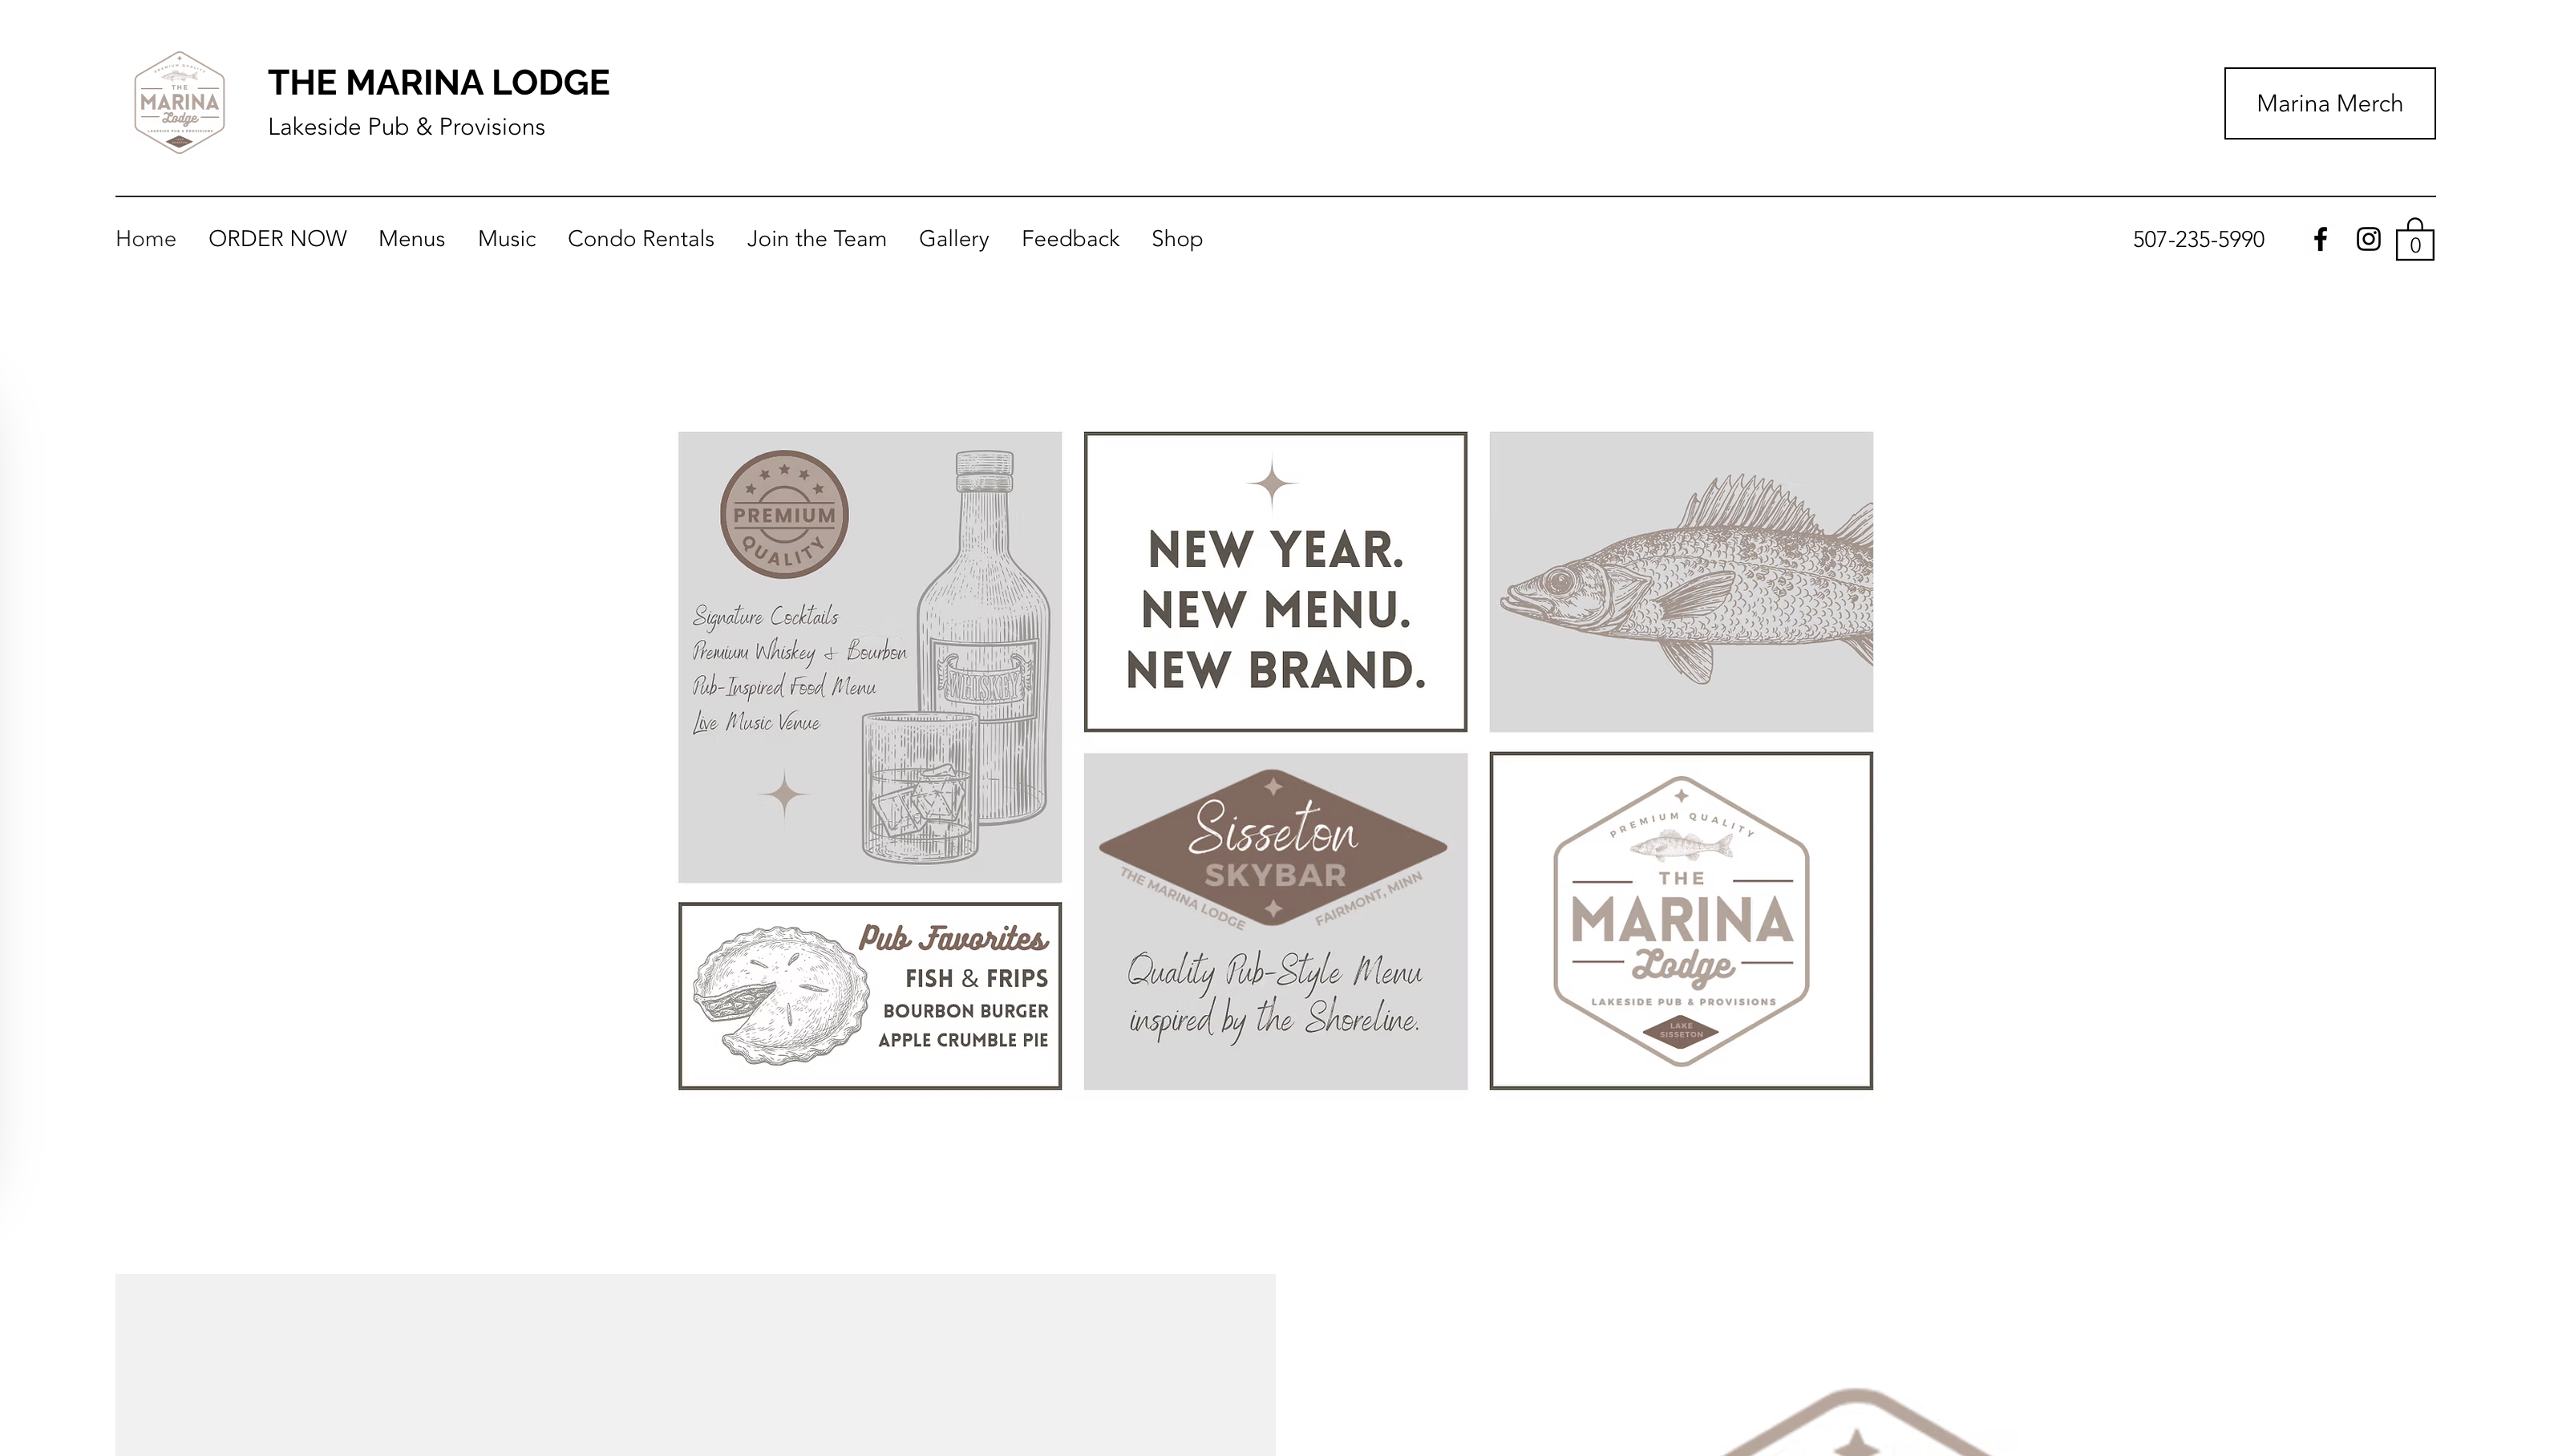 PREMIUM QUALITY
THE
MARINA
Lodge
LAKESIDE PUB & PROVISIONS
THE MARINA LODGE
Lakeside Pub & Provisions
Marina Merch
Home ORDER NOW Menus Music Condo Rentals Join the Team Gallery Feedback Shop
507-235-5990
0
PREMIUM
QUALITY
Signature Cocktails
Premium Whiskey & Bourbon
Pub-Inspired Food Menu
Live Music Venue
WHISKEY
Pub Favorites
FISH & FRIPS
BOURBON BURGER
APPLE CRUMBLE PIE
NEW YEAR.
NEW MENU.
NEW BRAND.
Sisseton
SKYBAR
THE MARINA LODGE
FAIRMONT, MINN
Quality Pub-Style Menu
inspired by the Shoreline.
PREMIUM QUALITY
THE
MARINA
Lodge
LAKESIDE PUB & PROVISIONS
LAKE
SISSETON